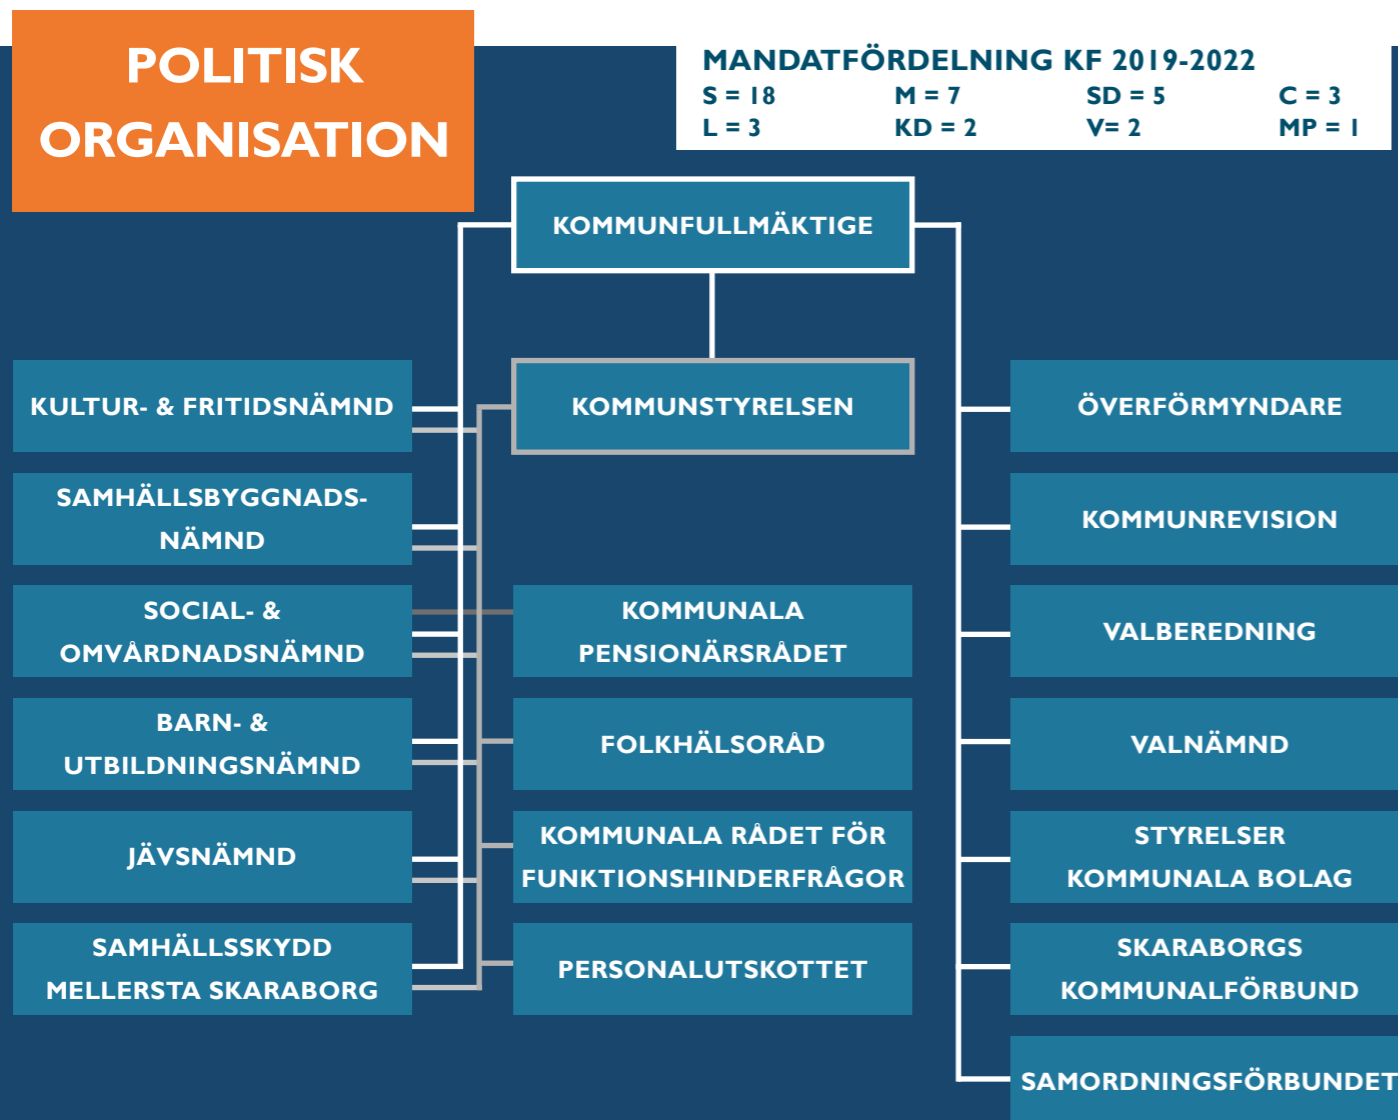 POLITISK
ORGANISATION
MANDATFÖRDELNING KF 2019-2022
S = 18 M = 7 SD = 5 C = 3
L = 3 KD = 2 V= 2 MP = 1
KOMMUNFULLMÄKTIGE
KOMMUNSTYRELSEN
KULTUR- & FRITIDSNÄMND
SAMHÄLLSBYGGNADS-
NÄMND
SOCIAL- &
OMVÅRDNADSNÄMND
BARN- &
UTBILDNINGSNÄMND
JÄVSNÄMND
SAMHÄLLSSKYDD
MELLERSTA SKARABORG
KOMMUNALA
PENSIONÄRSRÅDET
FOLKHÄLSORÅD
KOMMUNALA RÅDET FÖR
FUNKTIONSHINDERFRÅGOR
PERSONALUTSKOTTET
ÖVERFÖRMYNDARE
KOMMUNREVISION
VALBEREDNING
VALNÄMND
STYRELSER
KOMMUNALA BOLAG
SKARABORGS
KOMMUNALFÖRBUND
SAMORDNINGSFÖRBUNDET